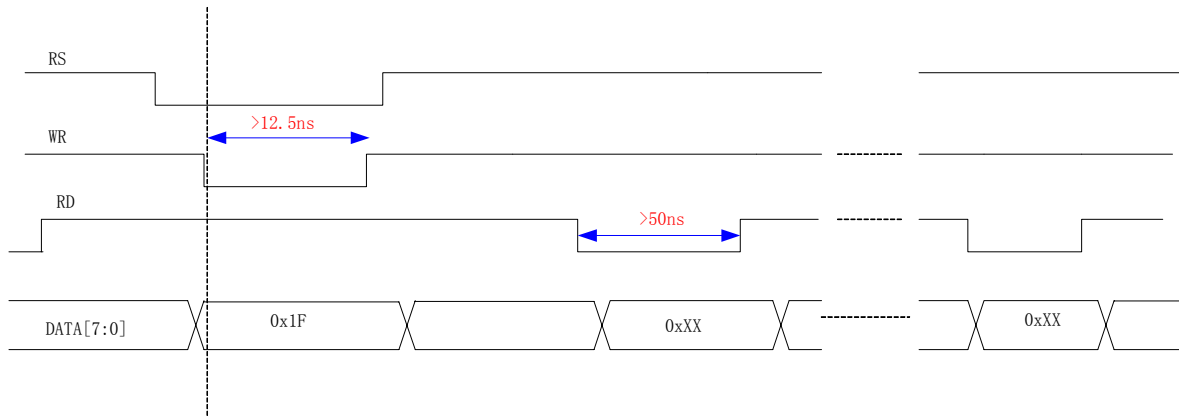 RS
>12.5ns
WR
RD
>50ns
DATA[7:0]
0x1F
0xXX
0xXX